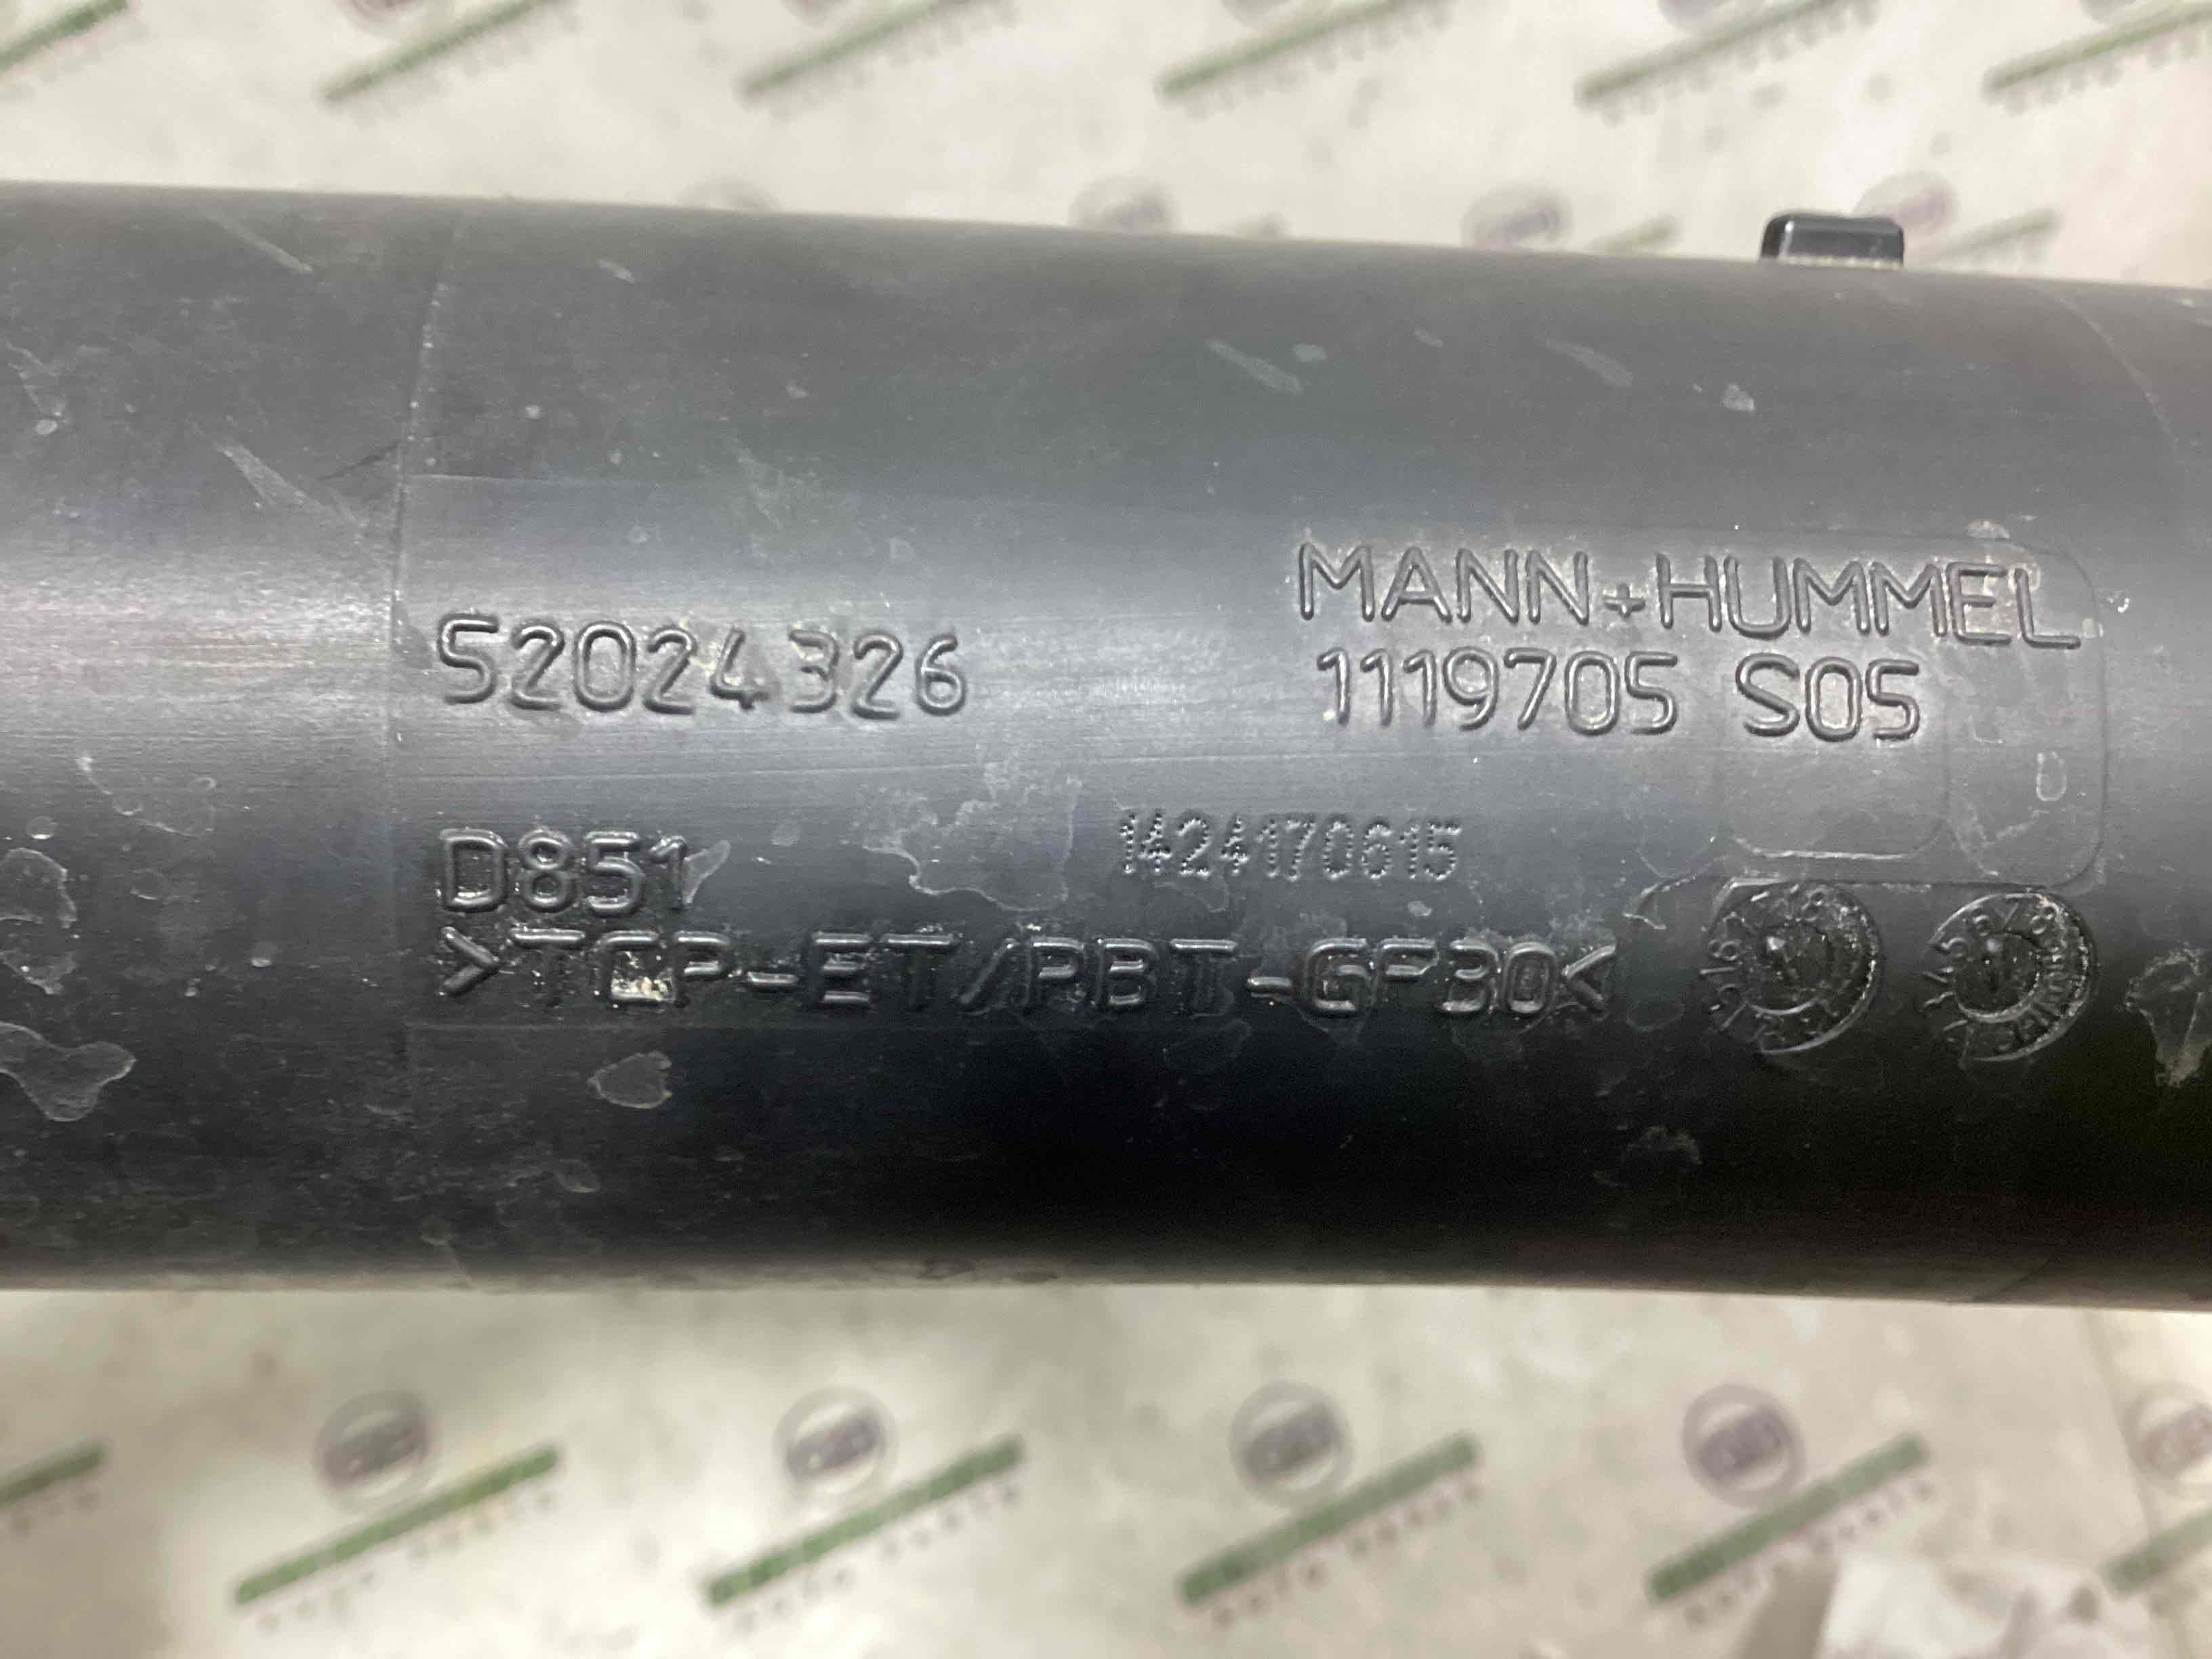 52024326
MANN+HUMMEL
1119705 S05
D851
1424170615
>TCP-ET/PBT-GF30<